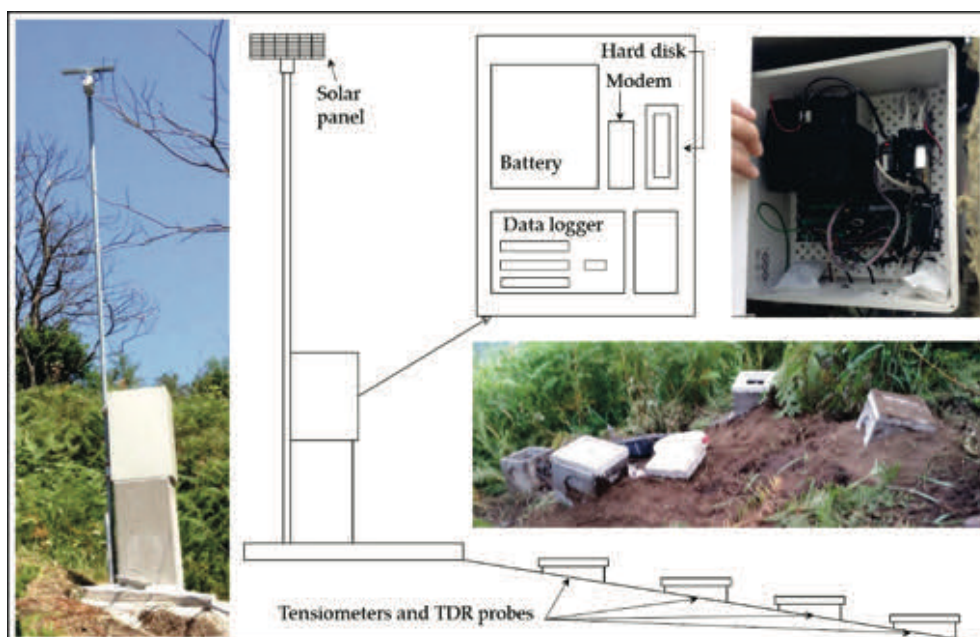 Solar
panel
Hard disk
Modem
Battery
Data logger
Tensiometers and TDR probes